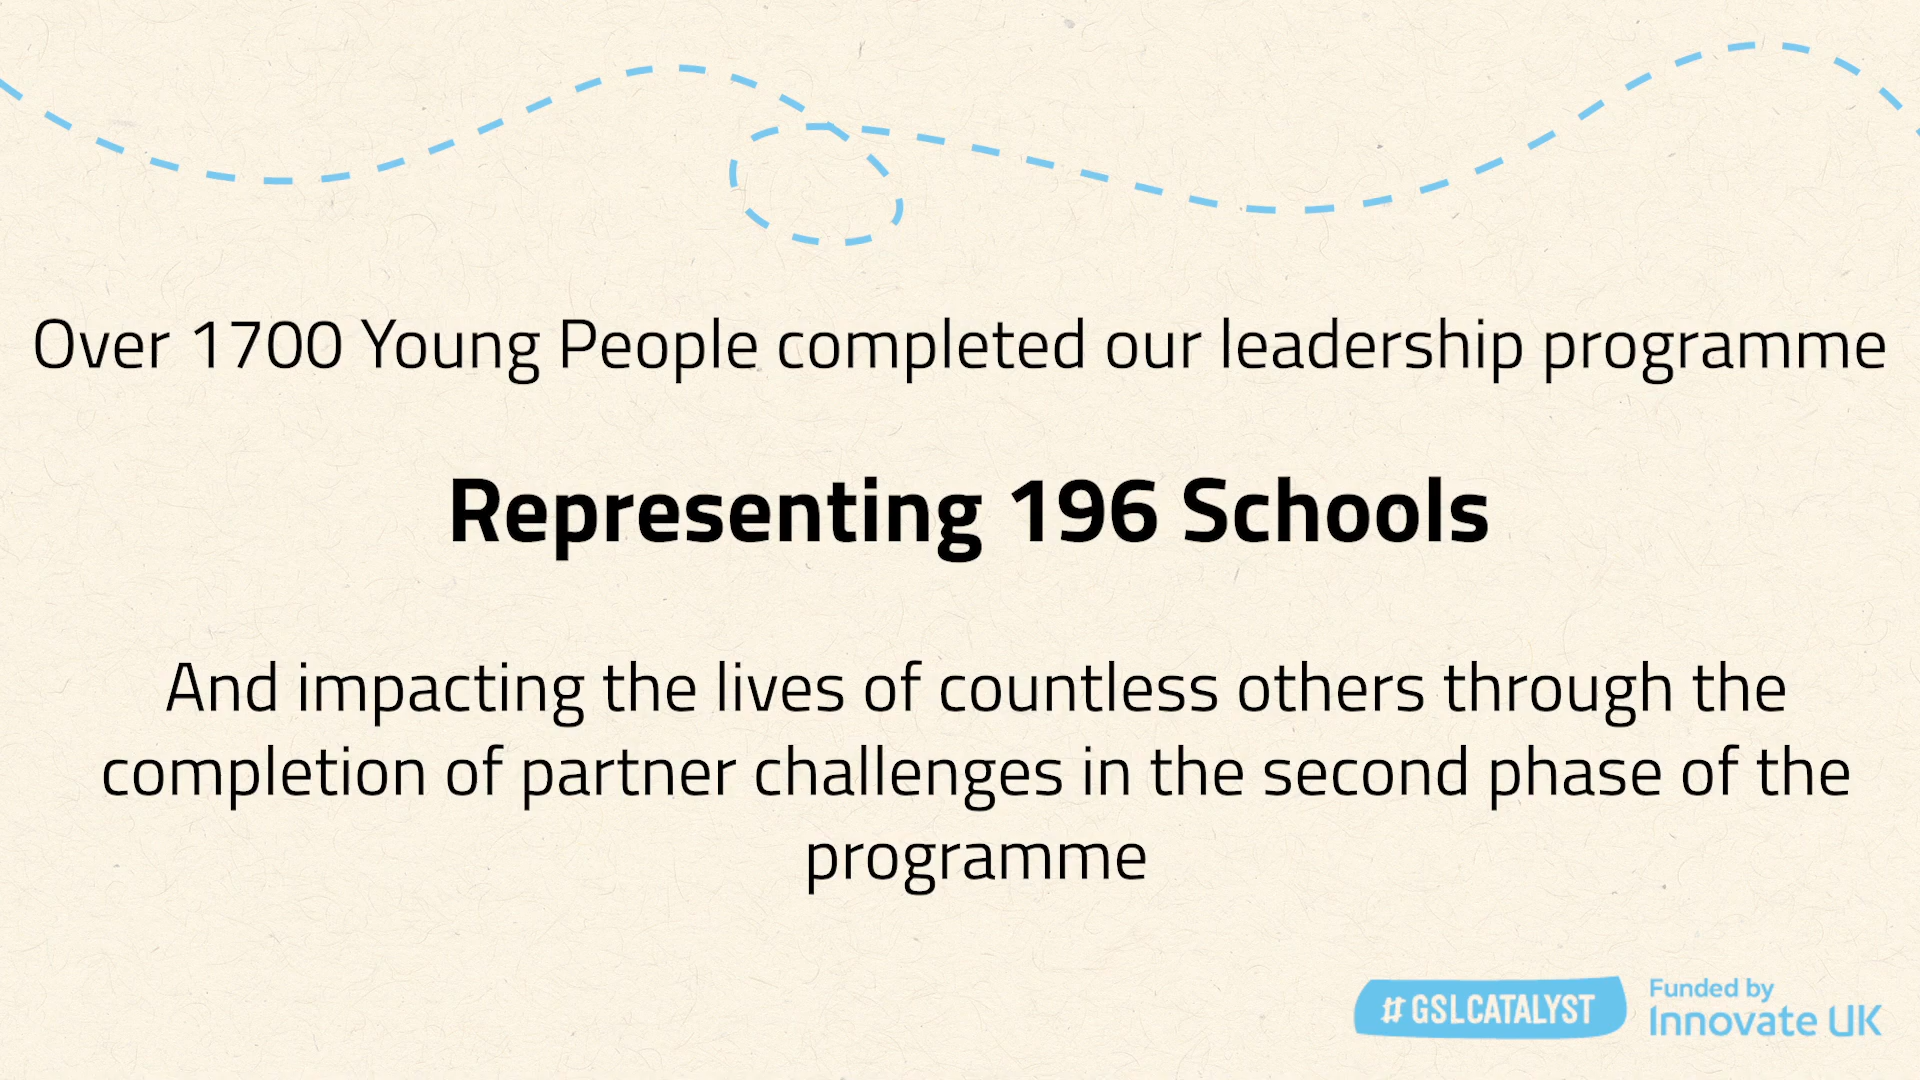 Over 1700 Young People completed our leadership programme
Representing 196 Schools
And impacting the lives of countless others through the
completion of partner challenges in the second phase of the
programme
#GSLCATALYST
Funded by
Innovate UK